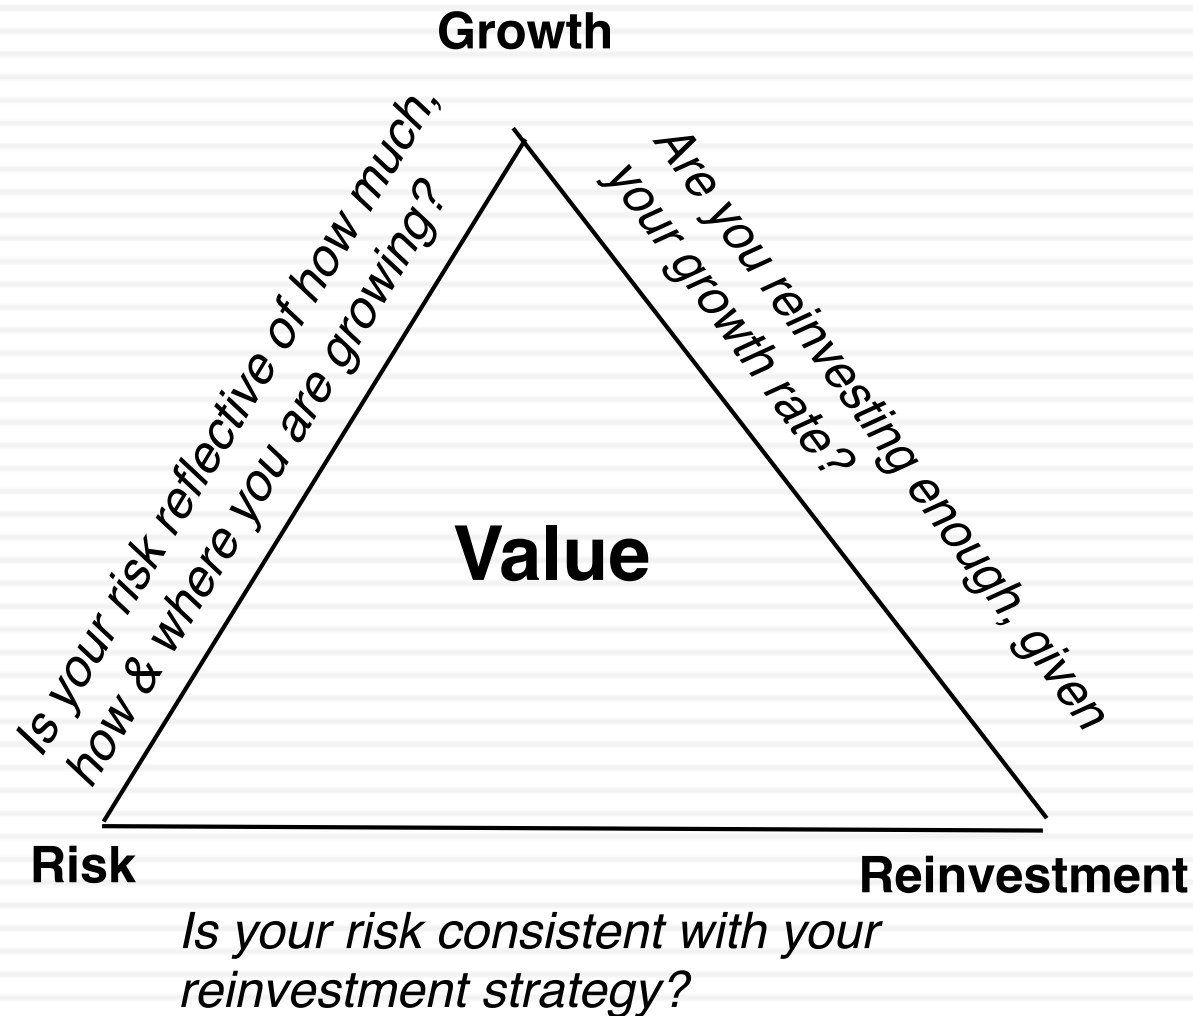 Growth
Is your risk reflective of how much,
how & where you are growing?
Are you reinvesting enough, given
your growth rate?
Value
Risk
Reinvestment
Is your risk consistent with your
reinvestment strategy?